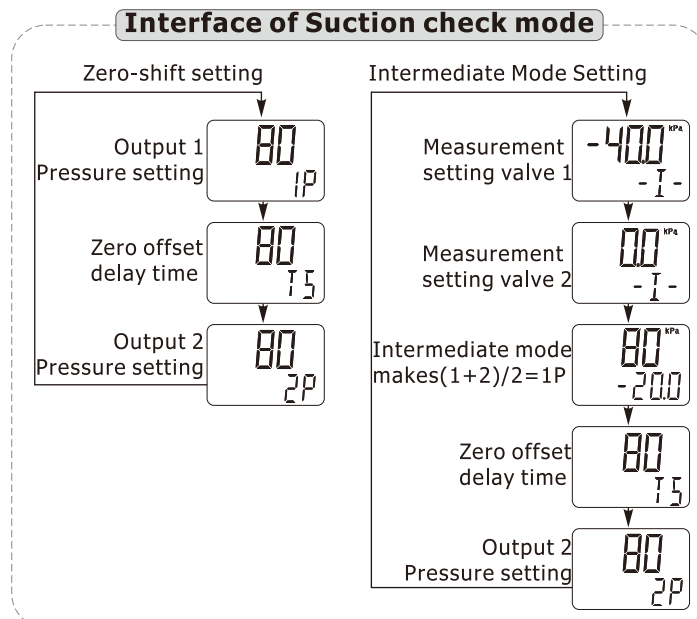 Interface of Suction check mode
Zero-shift setting
Output 1
Pressure setting
80
1P
Zero offset
delay time
80
T5
Output 2
Pressure setting
80
2P
Intermediate Mode Setting
Measurement
setting valve 1
-40.0 kPa
-I-
Measurement
setting valve 2
0.0 kPa
-I-
Intermediate mode
makes(1+2)/2=1P
80 kPa
-20.0
Zero offset
delay time
80
T5
Output 2
Pressure setting
80
2P